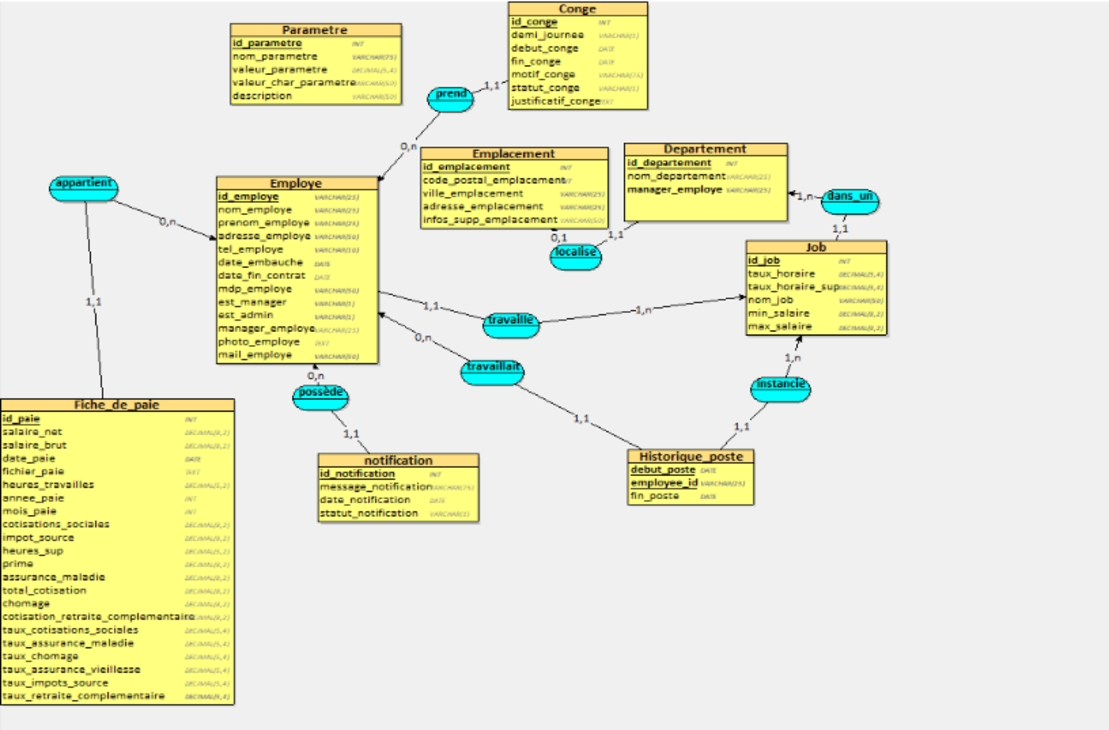 Parametre
id_parametre INT
nom_parametre VARCHAR(75)
valeur_parametre DECIMAL(5,4)
valeur_char_parametre VARCHAR(50)
description VARCHAR(50)
Conge
id_conge INT
demi_journee VARCHAR(1)
debut_conge DATE
fin_conge DATE
motif_conge VARCHAR(75)
statut_conge VARCHAR(1)
justificatif_conge TEXT
prend
1,1
0,n
Emplacement
id_emplacement INT
code_postal_emplacement
ville_emplacement VARCHAR(25)
adresse_emplacement VARCHAR(25)
infos_supp_emplacement VARCHAR(50)
Departement
id_departement INT
nom_departement VARCHAR(25)
manager_employe VARCHAR(25)
appartient
0,n
1,1
Employe
id_employe VARCHAR(25)
nom_employe VARCHAR(25)
prenom_employe VARCHAR(25)
adresse_employe VARCHAR(50)
tel_employe VARCHAR(10)
date_embauche DATE
date_fin_contrat DATE
mdp_employe VARCHAR(50)
est_manager VARCHAR(1)
est_admin VARCHAR(1)
manager_employe VARCHAR(25)
photo_employe TEXT
mail_employe VARCHAR(50)
dans_un
1,n
1,1
localise
0,1
1,1
Job
id_job INT
taux_horaire DECIMAL(5,4)
taux_horaire_sup DECIMAL(5,4)
nom_job VARCHAR(50)
min_salaire DECIMAL(8,2)
max_salaire DECIMAL(8,2)
travaille
1,1
1,n
travaillait
0,n
1,1
instancie
1,n
1,1
possède
0,n
1,1
Fiche_de_paie
id_paie INT
salaire_net DECIMAL(8,2)
salaire_brut DECIMAL(8,2)
date_paie DATE
fichier_paie TEXT
heures_travailles DECIMAL(5,2)
annee_paie INT
mois_paie INT
cotisations_sociales DECIMAL(8,2)
impot_source DECIMAL(8,2)
heures_sup DECIMAL(5,2)
prime DECIMAL(8,2)
assurance_maladie DECIMAL(8,2)
total_cotisation DECIMAL(8,2)
chomage DECIMAL(8,2)
cotisation_retraite_complementaire DECIMAL(8,2)
taux_cotisations_sociales DECIMAL(5,4)
taux_assurance_maladie DECIMAL(5,4)
taux_chomage DECIMAL(5,4)
taux_assurance_vieillesse DECIMAL(5,4)
taux_impots_source DECIMAL(5,4)
taux_retraite_complementaire DECIMAL(5,4)
notification
id_notification INT
message_notification VARCHAR(75)
date_notification DATE
statut_notification VARCHAR(1)
Historique_poste
debut_poste DATE
employee_id VARCHAR(25)
fin_poste DATE